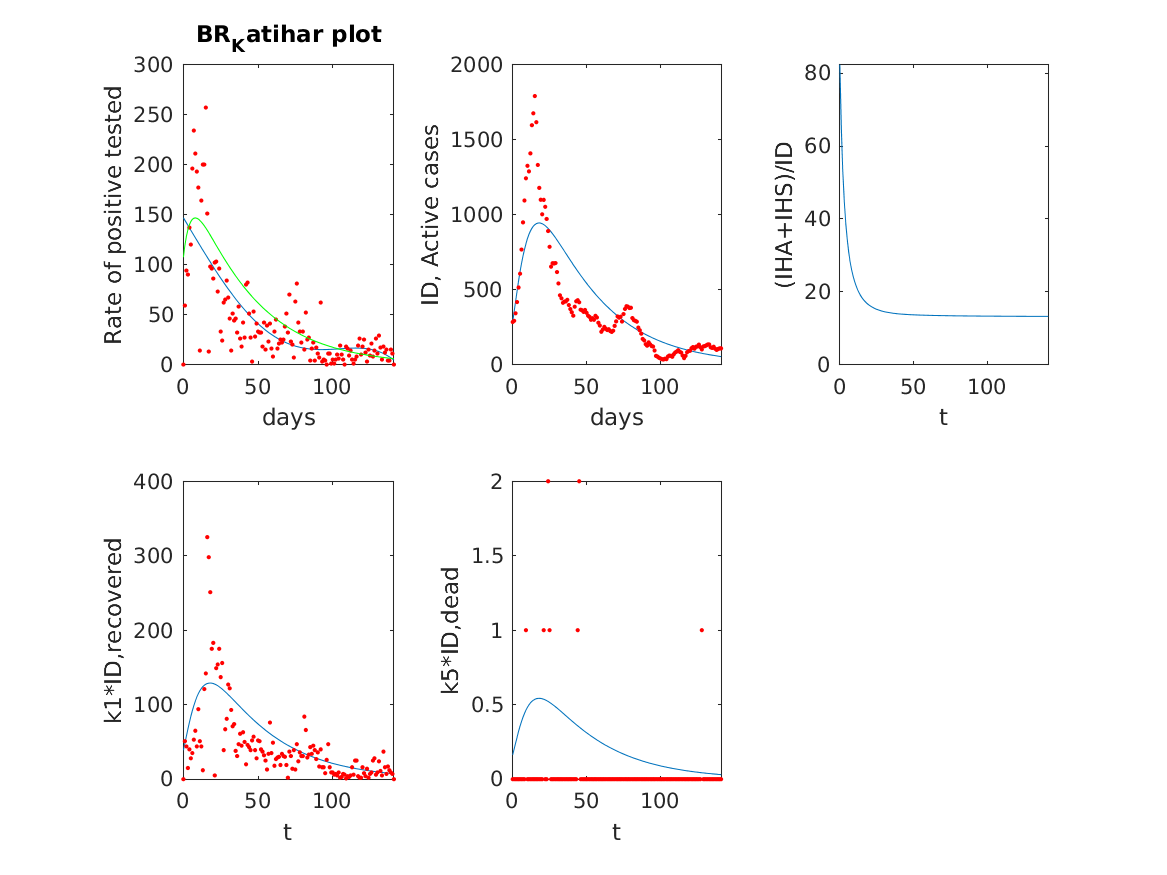 BR_Katihar plot
300
250
200
150
100
50
0
Rate of positive tested
0 50 100
days
2000
1500
1000
500
0
ID, Active cases
0 50 100
days
80
60
40
20
0
(IHA+IHS)/ID
0 50 100
t
400
300
200
100
0
k1*ID,recovered
0 50 100
t
2
1.5
1
0.5
0
k5*ID,dead
0 50 100
t